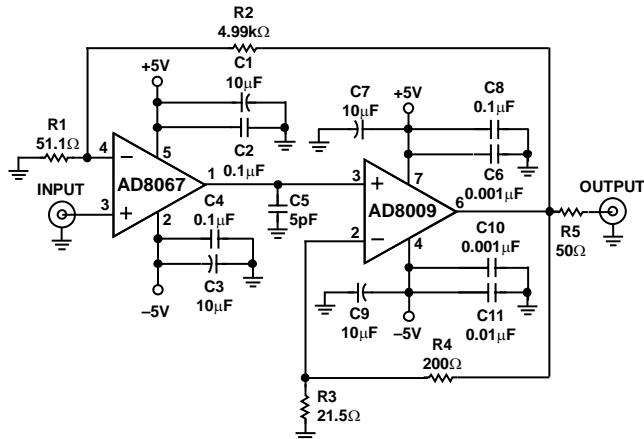 R2
4.99kΩ
C1
10μF
+5V
C2
0.1μF
R1
51.1Ω
4
−
5
AD8067
1
INPUT
3
+
2
C4
0.1μF
C3
10μF
−5V
C5
5pF
C7
10μF
+5V
C8
0.1μF
C6
0.001μF
3
+
7
AD8009
6
2
−
4
C10
0.001μF
C9
10μF
−5V
C11
0.01μF
OUTPUT
R5
50Ω
R4
200Ω
R3
21.5Ω